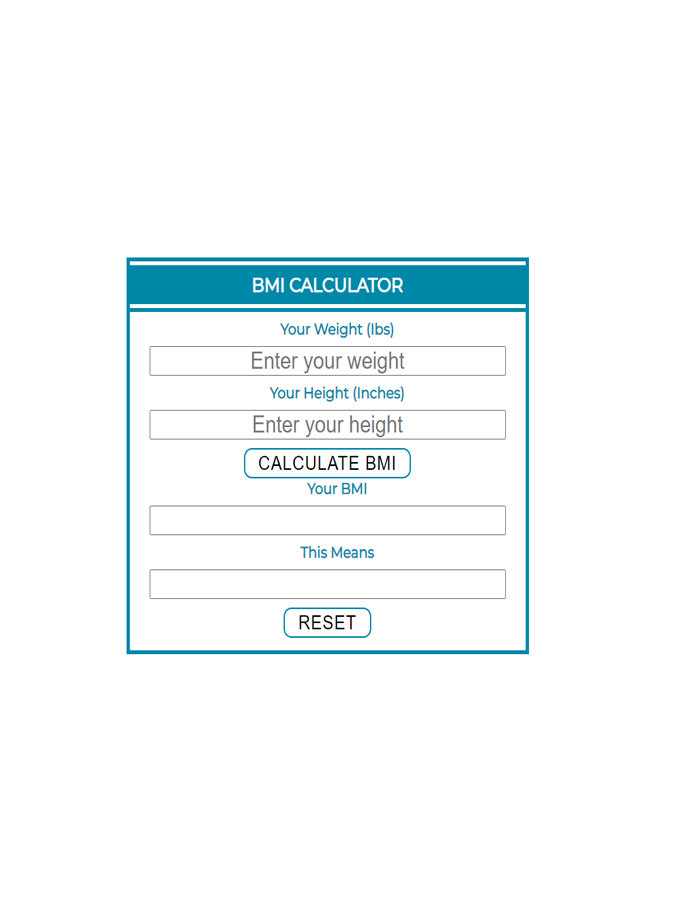 BMI CALCULATOR
Your Weight (lbs)
Enter your weight
Your Height (Inches)
Enter your height
CALCULATE BMI
Your BMI
This Means
RESET